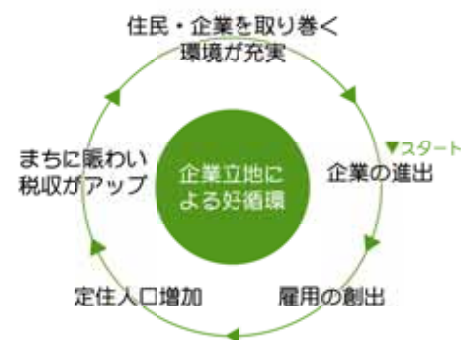 住民・企業を取り巻く
環境が充実
▼スタート
企業の進出
雇用の創出
定住人口増加
まちに賑わい
税収がアップ
企業立地に
よる好循環